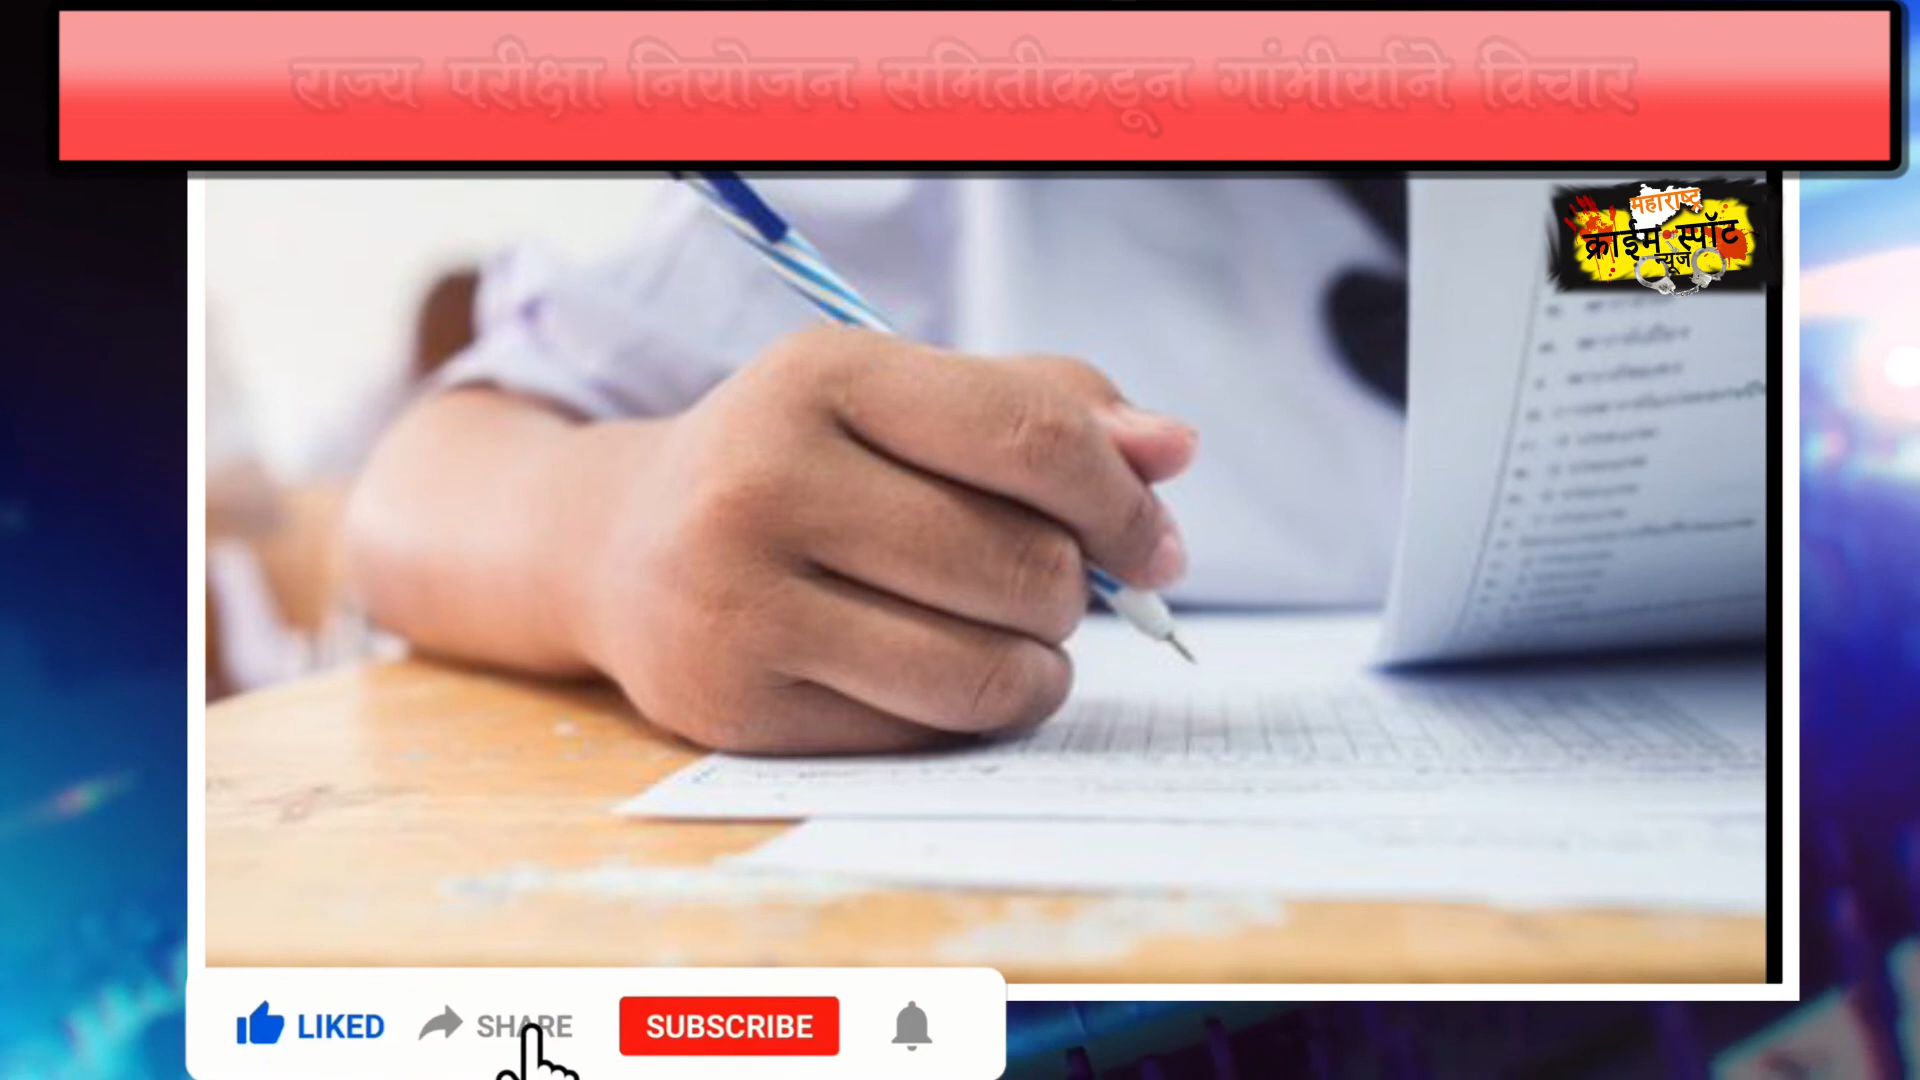 राज्य परीक्षा नियोजन समितीकडून गांभीर्याने विचार
महाराष्ट्र
क्राईम स्पॉट
न्यूज
LIKED SHARE SUBSCRIBE